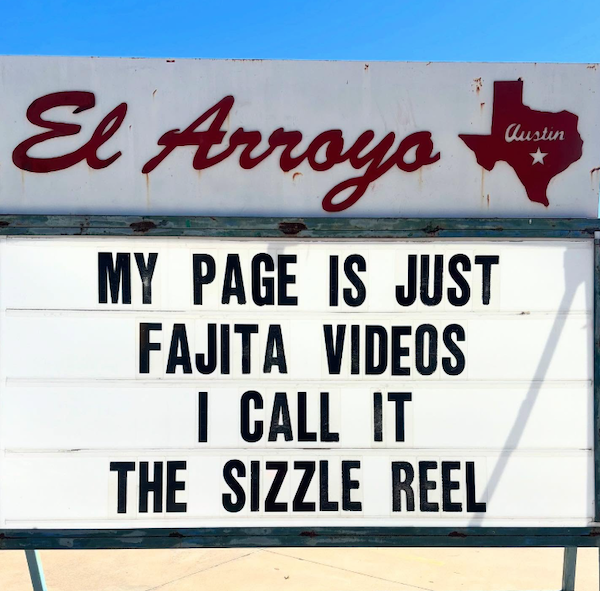 El Arroyo
Austin
MY PAGE IS JUST
FAJITA VIDEOS
I CALL IT
THE SIZZLE REEL